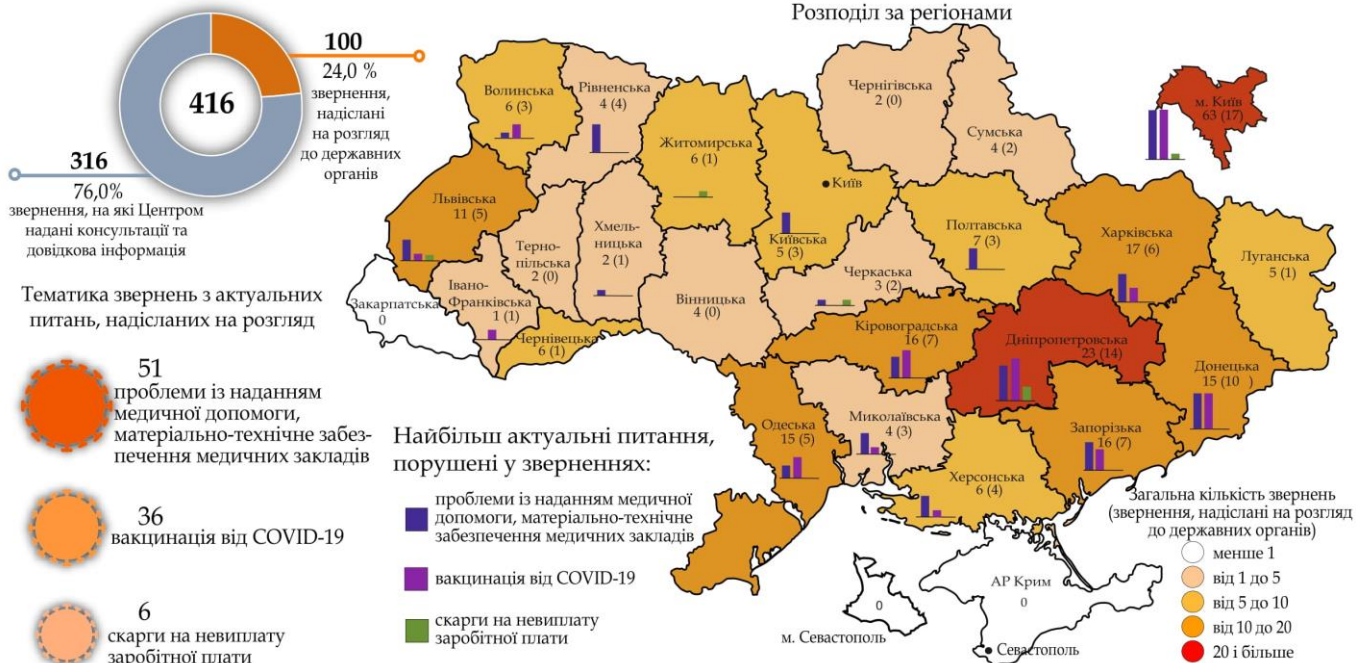 416
100
24,0 %
звернення,
надіслані
на розгляд
до державних
органів
316
76,0%
звернення, на які Центром
надані консультації та
довідкова інформація
Тематика звернень з актуальних
питань, надісланих на розгляд
51
проблеми із наданням
медичної допомоги,
матеріально-технічне забез-
печення медичних закладів
36
вакцинація від COVID-19
6
скарги на невиплату
заробітної плати
Розподіл за регіонами
Волинська
6 (3)
Рівненська
4 (4)
Житомирська
6 (1)
Київ
Київська
5 (3)
Чернігівська
2 (0)
Сумська
4 (2)
м. Київ
63 (17)
Львівська
11 (5)
Терно-
пільська
2 (0)
Хмель-
ницька
2 (1)
Полтавська
7 (3)
Харківська
17 (6)
Луганська
5 (1)
Закарпатська
0
Івано-
Франківська
1 (1)
Чернівецька
6 (1)
Вінницька
4 (0)
Черкаська
3 (2)
Кіровоградська
16 (7)
Дніпропетровська
23 (14)
Донецька
15 (10 )
Одеська
15 (5)
Миколаївська
4 (3)
Запорізька
16 (7)
Херсонська
6 (4)
АР Крим
0
0
м. Севастополь
Севастополь
Найбільш актуальні питання,
порушені у зверненнях:
проблеми із наданням медичної
допомоги, матеріально-технічне
забезпечення медичних закладів
вакцинація від COVID-19
скарги на невиплату
заробітної плати
Загальна кількість звернень
(звернення, надіслані на розгляд
до державних органів)
менше 1
від 1 до 5
від 5 до 10
від 10 до 20
20 і більше